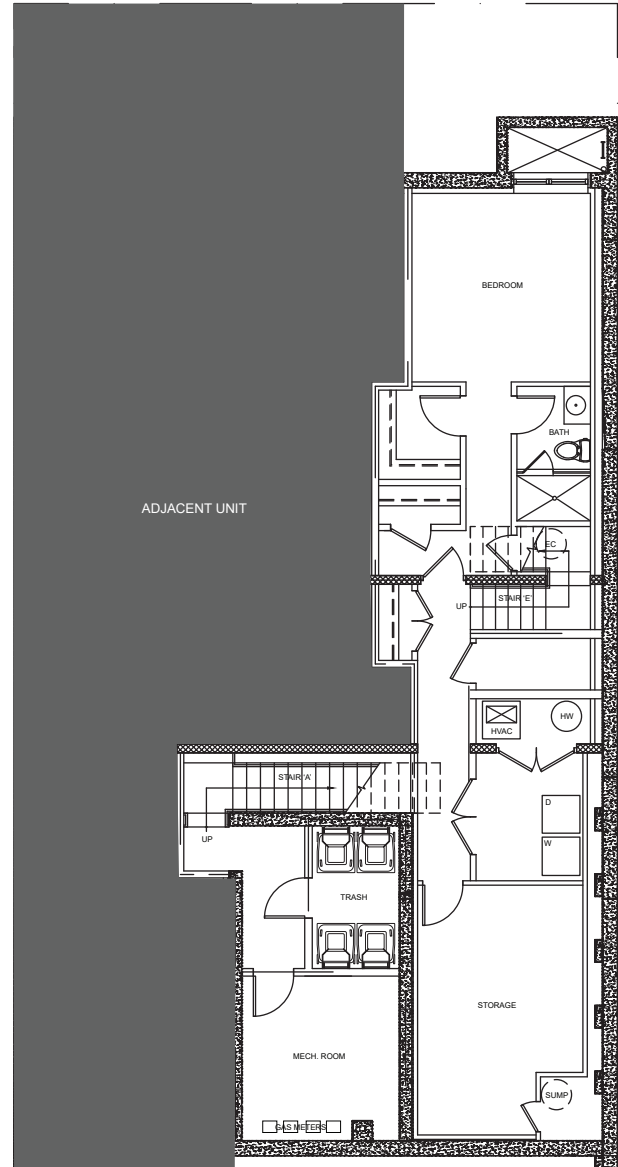 BEDROOM
BATH
ADJACENT UNIT
EC
STAIR 'E'
UP
HW
HVAC
STAIR 'A'
D
UP
W
TRASH
STORAGE
MECH. ROOM
SUMP
GAS METERS